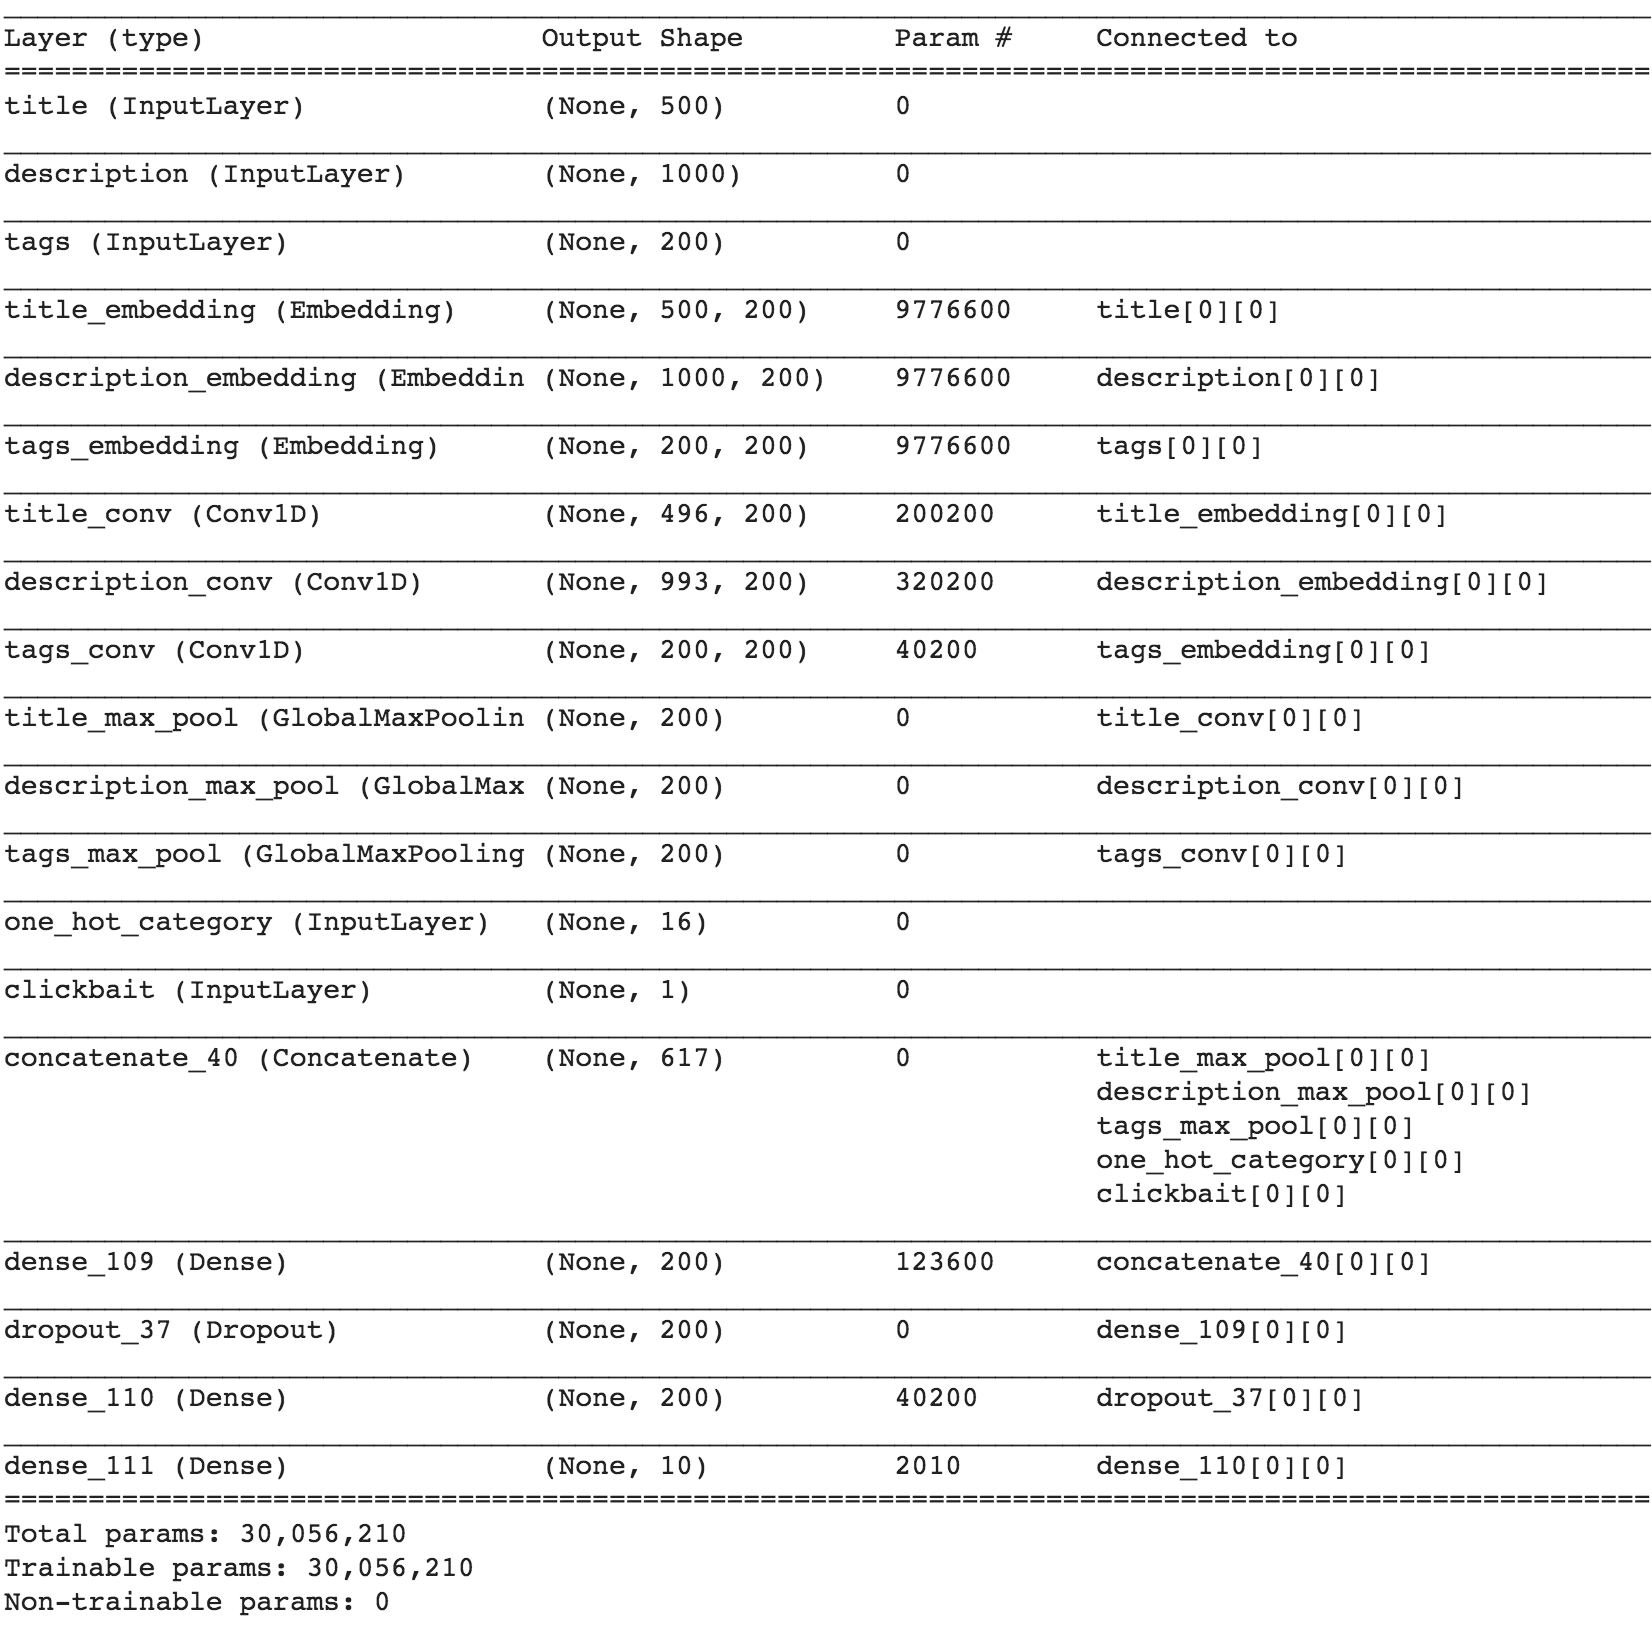 Layer (type) Output Shape Param # Connected to
title (InputLayer) (None, 500) 0
description (InputLayer) (None, 1000) 0
tags (InputLayer) (None, 200) 0
title_embedding (Embedding) (None, 500, 200) 9776600 title[0][0]
description_embedding (Embeddin (None, 1000, 200) 9776600 description[0][0]
tags_embedding (Embedding) (None, 200, 200) 9776600 tags[0][0]
title_conv (Conv1D) (None, 496, 200) 200200 title_embedding[0][0]
description_conv (Conv1D) (None, 993, 200) 320200 description_embedding[0][0]
tags_conv (Conv1D) (None, 200, 200) 40200 tags_embedding[0][0]
title_max_pool (GlobalMaxPoolin (None, 200) 0 title_conv[0][0]
description_max_pool (GlobalMax (None, 200) 0 description_conv[0][0]
tags_max_pool (GlobalMaxPooling (None, 200) 0 tags_conv[0][0]
one_hot_category (InputLayer) (None, 16) 0
clickbait (InputLayer) (None, 1) 0
concatenate_40 (Concatenate) (None, 617) 0 title_max_pool[0][0]
description_max_pool[0][0]
tags_max_pool[0][0]
one_hot_category[0][0]
clickbait[0][0]
dense_109 (Dense) (None, 200) 123600 concatenate_40[0][0]
dropout_37 (Dropout) (None, 200) 0 dense_109[0][0]
dense_110 (Dense) (None, 200) 40200 dropout_37[0][0]
dense_111 (Dense) (None, 10) 2010 dense_110[0][0]
Total params: 30,056,210
Trainable params: 30,056,210
Non-trainable params: 0